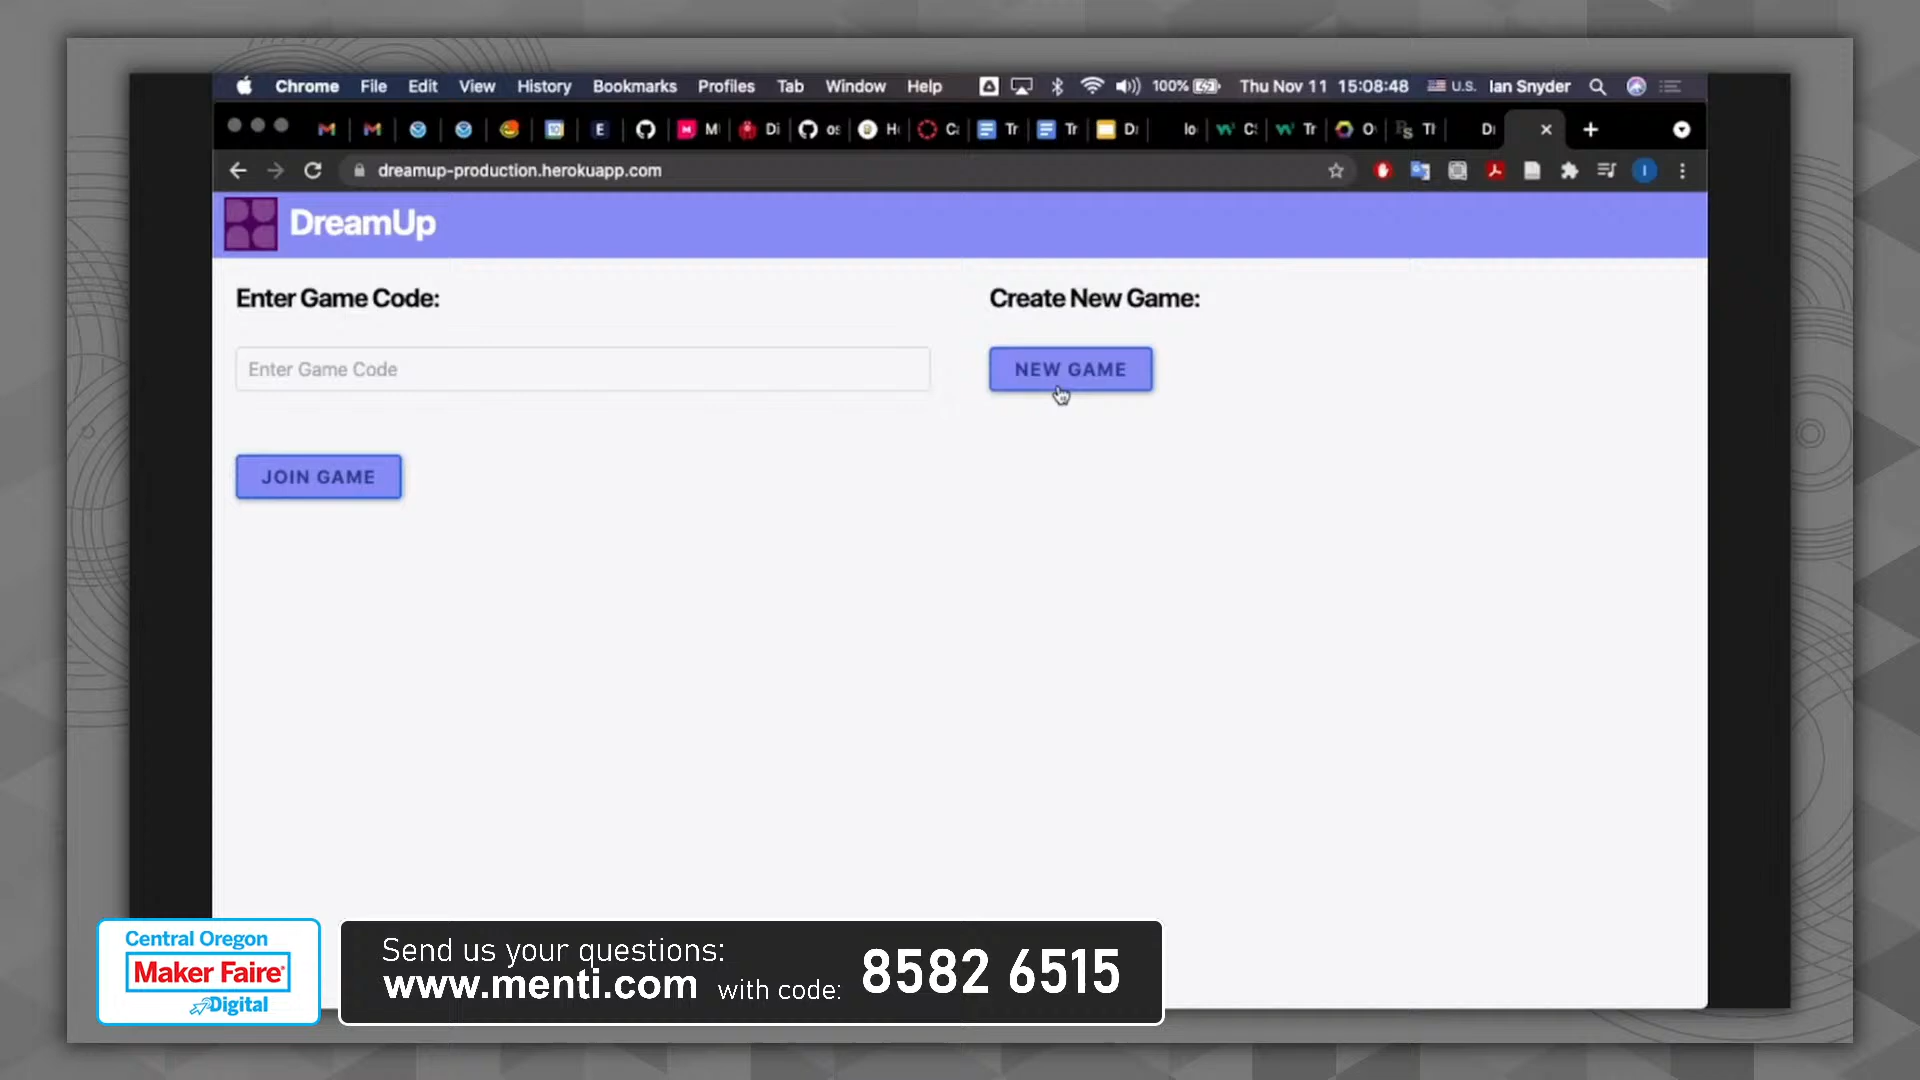 Chrome File Edit View History Bookmarks Profiles Tab Window Help 100% Thu Nov 11 15:08:48 U.S. Ian Snyder
dreamup-production.herokuapp.com
DreamUp
Enter Game Code:
Create New Game:
Enter Game Code
NEW GAME
JOIN GAME
Central Oregon
Maker Faire
Digital
Send us your questions:
www.menti.com with code: 8582 6515